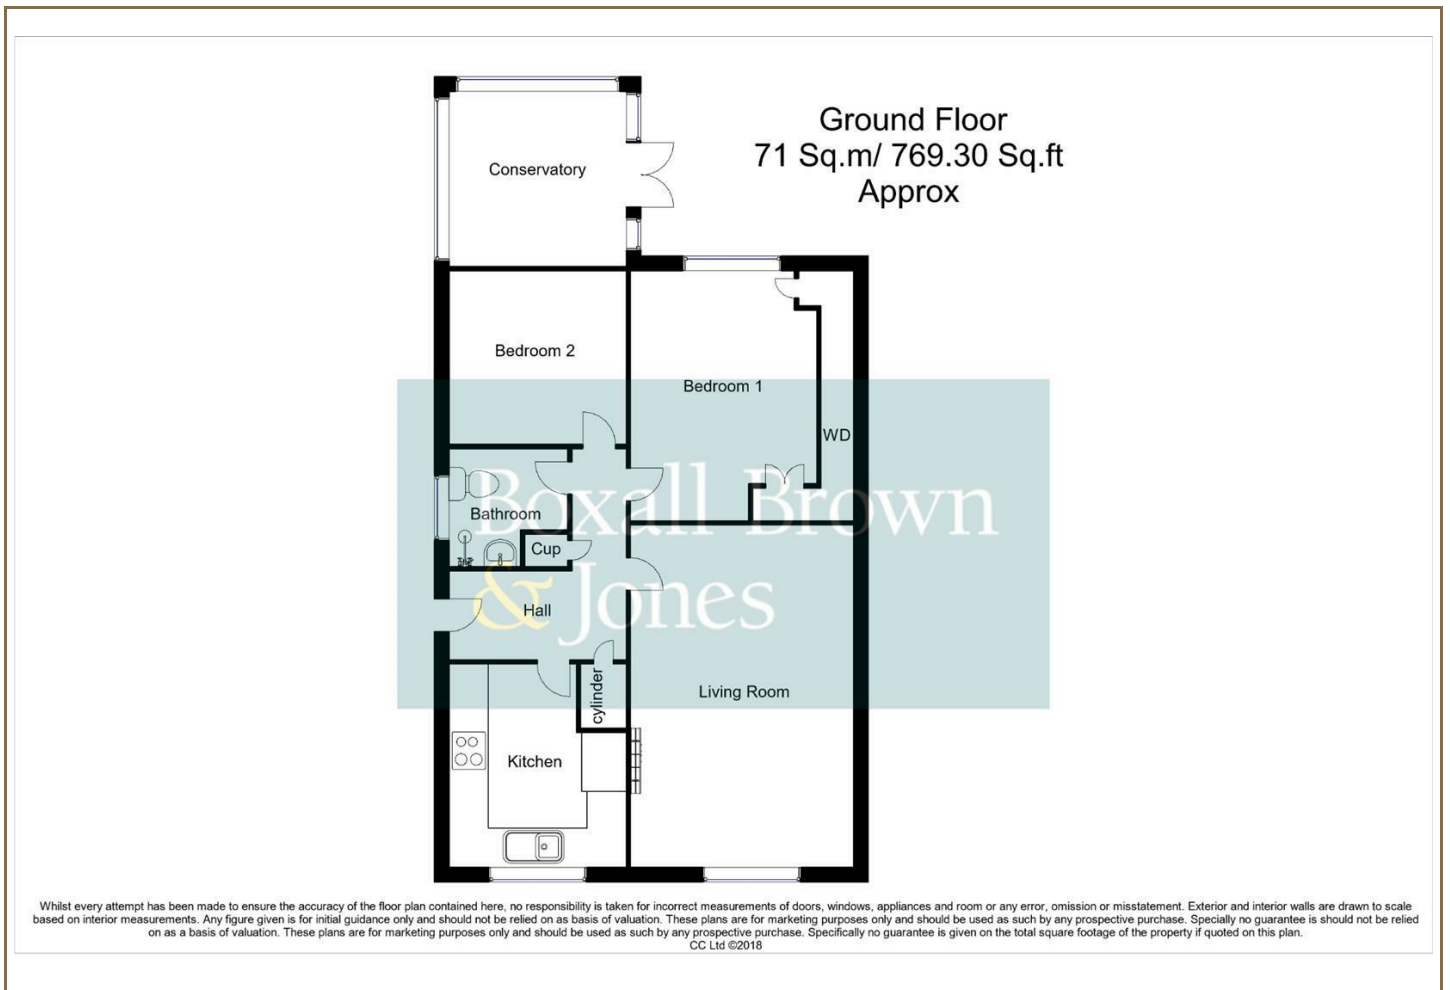 Ground Floor
71 Sq.m/ 769.30 Sq.ft
Approx
Conservatory
Bedroom 2
Bedroom 1
WD
Boxall Brown
& Jones
Bathroom
Cup
Hall
cylinder
Living Room
Kitchen
Whilst every attempt has been made to ensure the accuracy of the floor plan contained here, no responsibility is taken for incorrect measurements of doors, windows, appliances and room or any error, omission or misstatement. Exterior and interior walls are drawn to scale
based on interior measurements. Any figure given is for initial guidance only and should not be relied on as basis of valuation. These plans are for marketing purposes only and should be used as such by any prospective purchase. Specially no guarantee is should not be relied
on as a basis of valuation. These plans are for marketing purposes only and should be used as such by any prospective purchase. Specifically no guarantee is given on the total square footage of the property if quoted on this plan.
CC Ltd ©2018